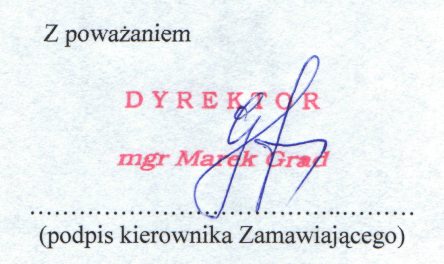 Z poważaniem
DYREKTOR
mgr Marek Grad
........................................................
(podpis kierownika Zamawiającego)